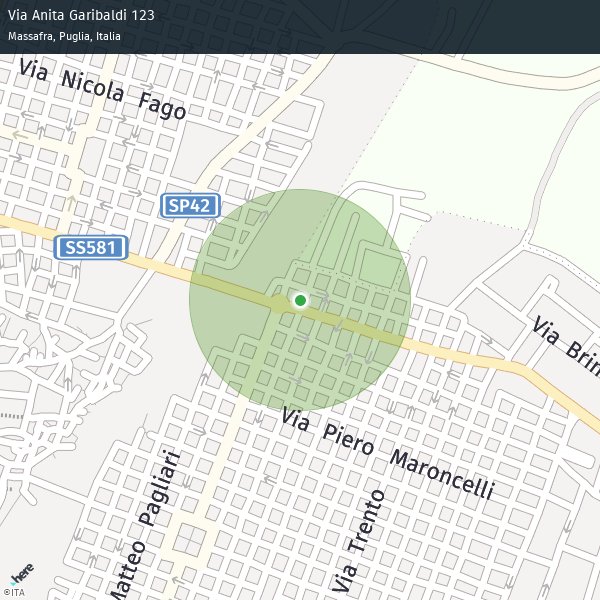 Via Anita Garibaldi 123
Massafra, Puglia, Italia
Via Nicola Fago
SP42
SS581
Via Brin
Via Piero Maroncelli
Matteo Pagliari
Via Trento
here
©ITA